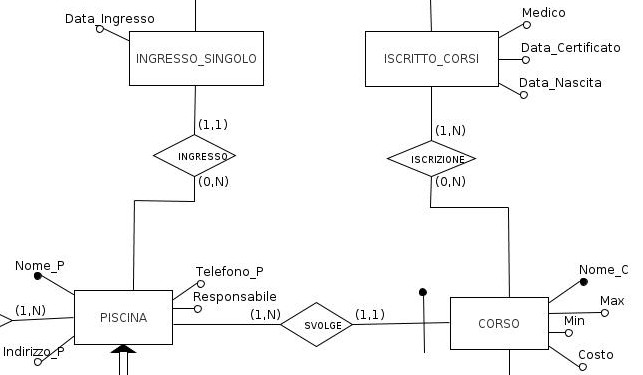 Medico
Data_Ingresso
Data_Certificato
INGRESSO_SINGOLO
ISCRITTO_CORSI
Data_Nascita
(1,1)
(1,N)
INGRESSO
ISCRIZIONE
(0,N)
(0,N)
Nome_P
Telefono_P
Nome_C
Responsabile
Max
(1,N)
PISCINA
(1,N)
SVOLGE
(1,1)
CORSO
Min
Indirizzo_P
Costo